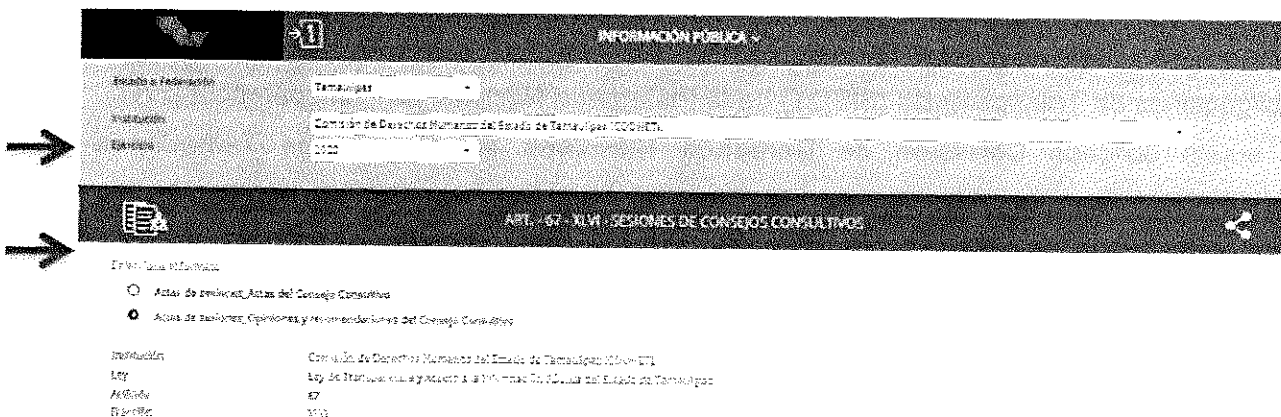 INFORMACIÓN PÚBLICA
Estado o Federación
Tamaulipas
Institución
Comisión de Derechos Humanos del Estado de Tamaulipas (CODHET)
Ejercicio
ART. - 67 - XLVI - SESIONES DE CONSEJOS CONSULTIVOS
Actas de sesiones_Actas del Consejo Consultivo
Actas de sesiones_Opiniones y recomendaciones del Consejo Consultivo
Institución
Comisión de Derechos Humanos del Estado de Tamaulipas (CODHET)
Ley
Ley de Transparencia y Acceso a la Información Pública del Estado de Tamaulipas
Artículo
67
Fracción